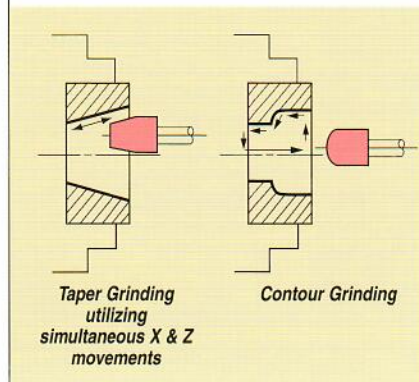 Taper Grinding
utilizing
simultaneous X & Z
movements
Contour Grinding